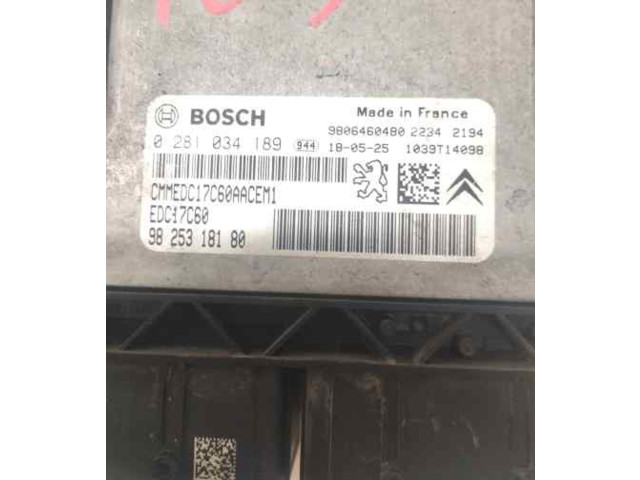 BOSCH
Made in France
9806460480 2234 2194
0 281 034 189 944 18-05-25 1039T14098
CMMEDC17C60AACEM1
EDC17C60
98 253 181 80